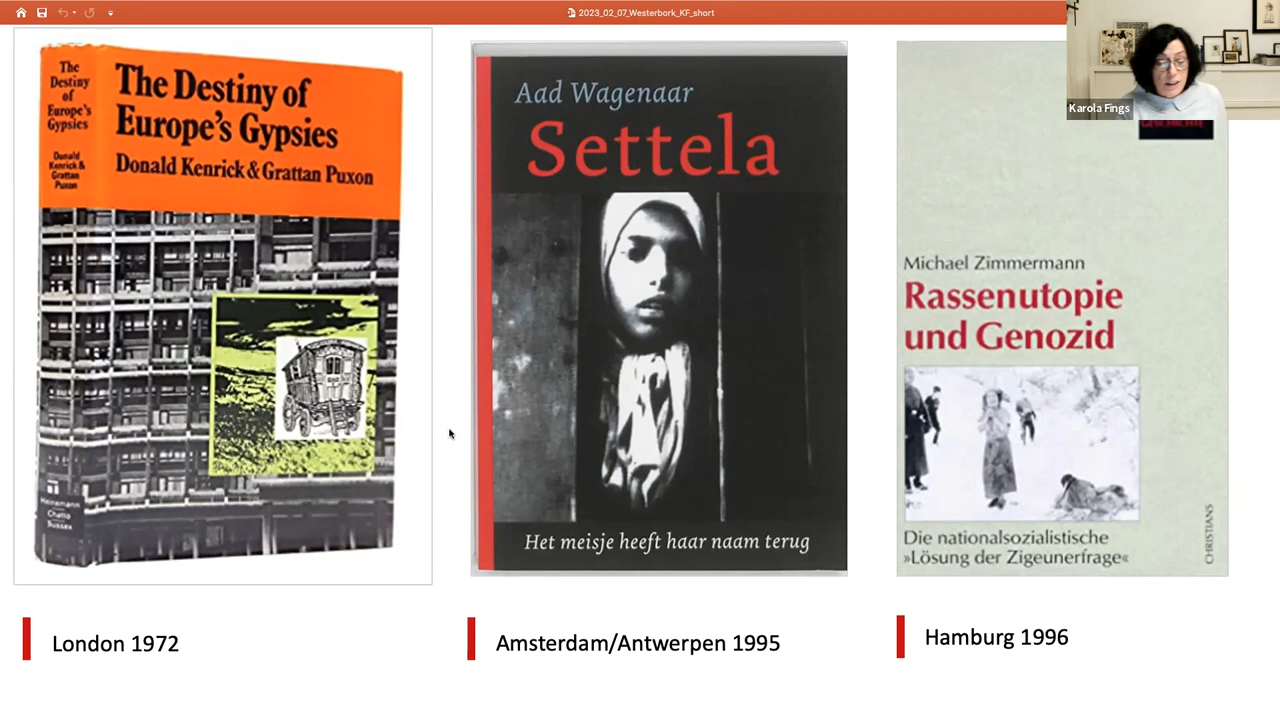 2023_02_07_Westerbork_KF_short
Karola Fings
The
Destiny
of
Europe's
Gypsies
Donald
Kenrick &
Grattan
Puxon
Heinemann
Chatto
Sussex
The Destiny of
Europe's Gypsies
Donald Kenrick & Grattan Puxon
London 1972
Aad Wagenaar
Settela
Het meisje heeft haar naam terug
Amsterdam/Antwerpen 1995
Michael Zimmermann
Rassenutopie
und Genozid
Die nationalsozialistische
»Lösung der Zigeunerfrage«
CHRISTIANS
Hamburg 1996